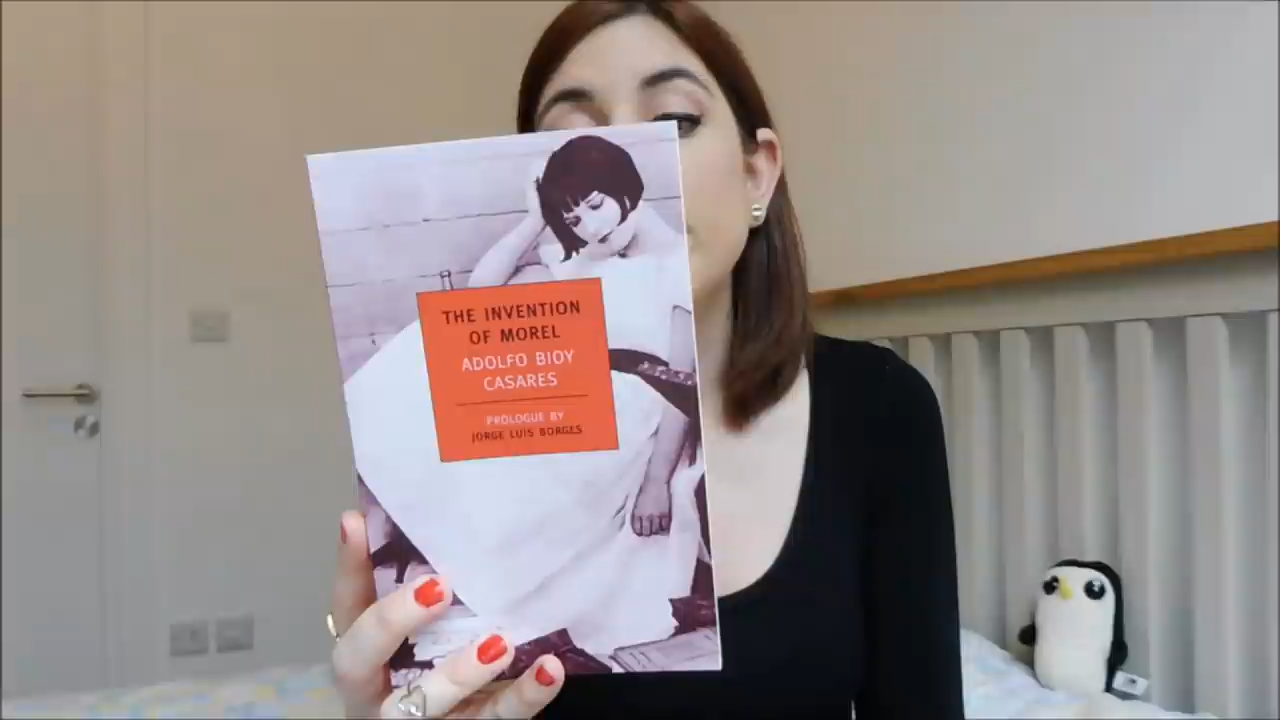 THE INVENTION
OF MOREL
ADOLFO BIOY
CASARES
PROLOGUE BY
JORGE LUIS BORGES